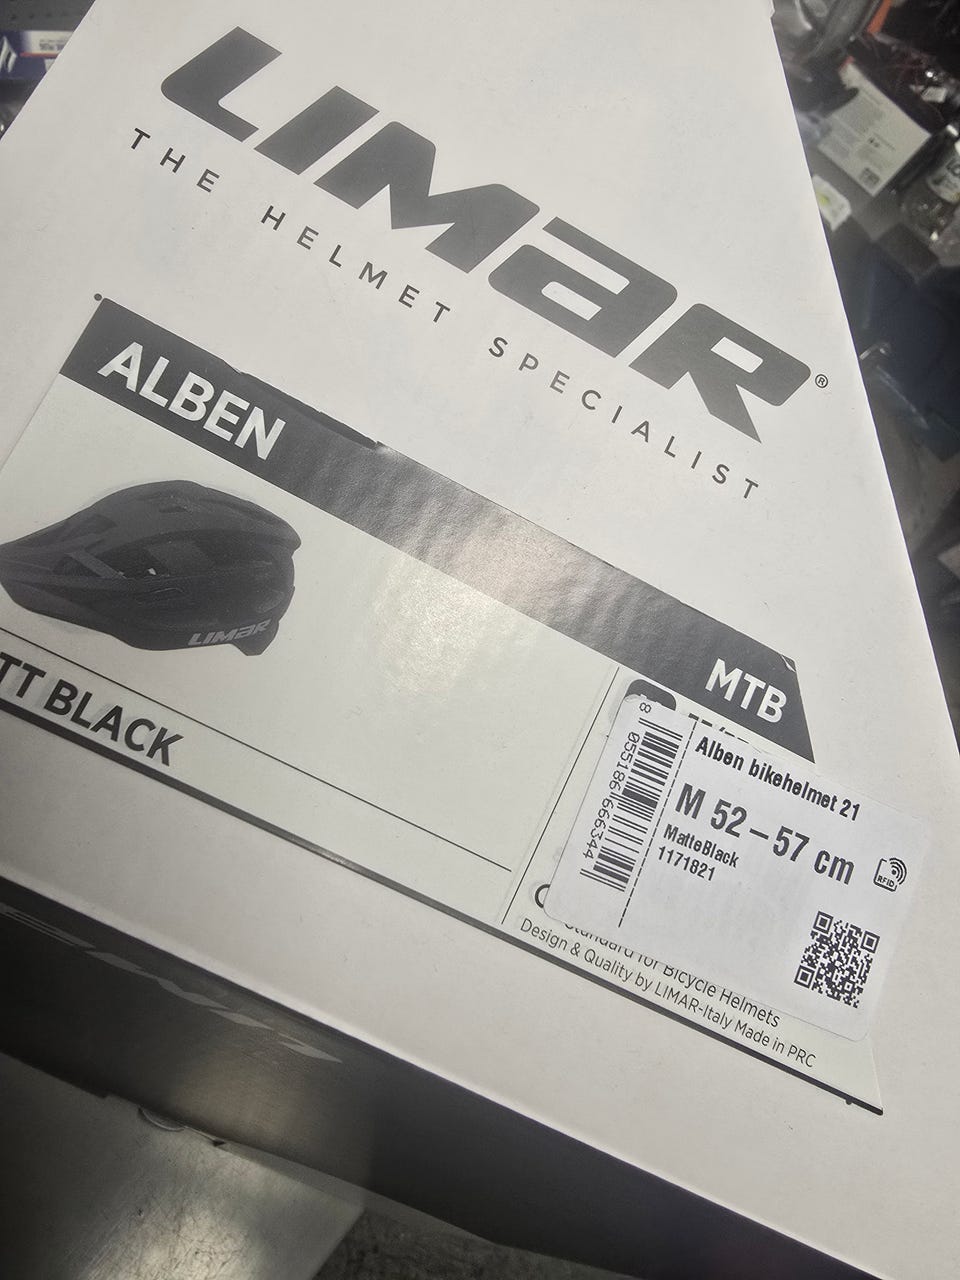 LIMAR®
THE HELMET SPECIALIST
ALBEN
MTB
LIMAR
TT BLACK
8 055186 666344
Alben bikehelmet 21
M 52-57 cm
MatteBlack
1171821
RFID
Standard for Bicycle Helmets
Design & Quality by LIMAR-Italy Made in PRC